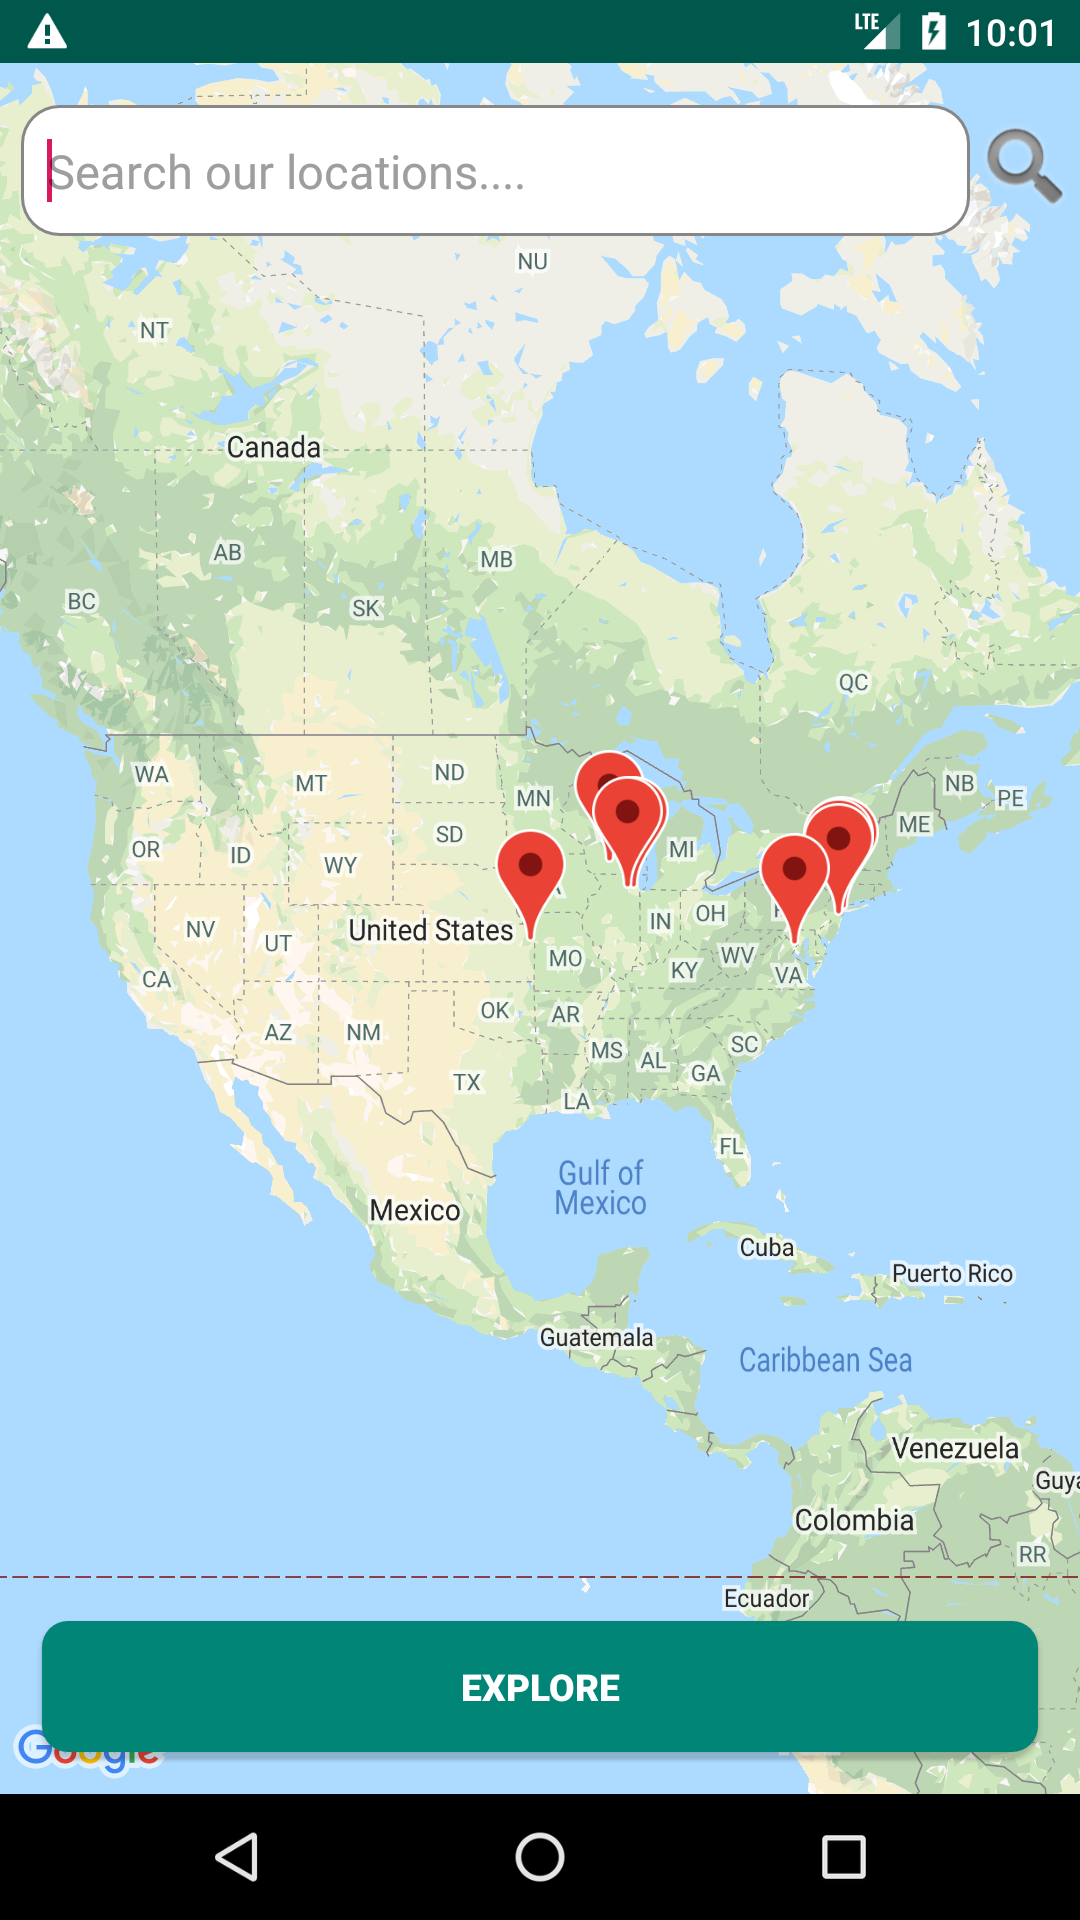 LTE 10:01
Search our locations....
NU
NT
Canada
AB
MB
BC
SK
QC
WA
MT
ND
MN
NB
PE
OR
ID
WY
SD
MI
ME
NV
UT
United States
IN
OH
CA
MO
KY
WV
VA
AZ
NM
OK
AR
MS
AL
SC
GA
TX
LA
FL
Gulf of
Mexico
Mexico
Cuba
Puerto Rico
Guatemala
Caribbean Sea
Venezuela
Colombia
RR
Ecuador
EXPLORE
Google